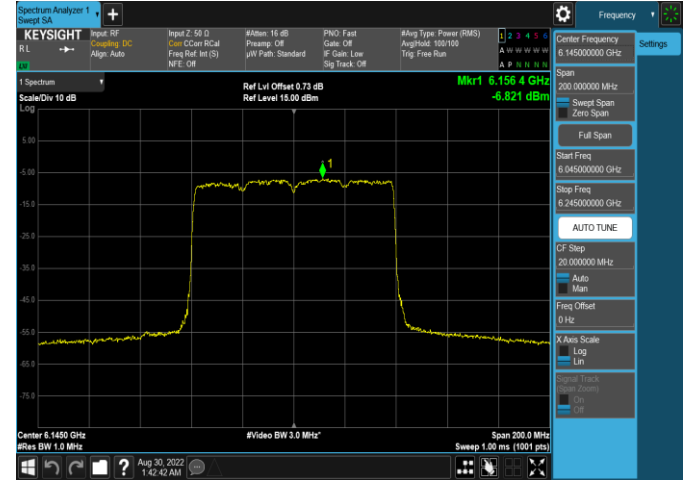 Spectrum Analyzer 1
Swept SA
Frequency
KEYSIGHT
RL
Input: RF
Coupling: DC
Align: Auto
Input Z: 50 Ω
Corr CCorr RCal
Freq Ref: Int (S)
NFE: Off
#Atten: 16 dB
Preamp: Off
µW Path: Standard
PNO: Fast
Gate: Off
IF Gain: Low
Sig Track: Off
#Avg Type: Power (RMS)
Avg|Hold: 100/100
Trig: Free Run
1 2 3 4 5 6
A W W W W W
A P N N N N
1 Spectrum
Scale/Div 10 dB
Log
Ref Lvl Offset 0.73 dB
Ref Level 15.00 dBm
Mkr1 6.156 4 GHz
-6.821 dBm
5.00
-5.00
-15.0
-25.0
-35.0
-45.0
-55.0
-65.0
-75.0
1
Center 6.1450 GHz
#Res BW 1.0 MHz
#Video BW 3.0 MHz*
Span 200.0 MHz
Sweep 1.00 ms (1001 pts)
Aug 30, 2022
1:42:42 AM
Center Frequency
6.145000000 GHz
Settings
Span
200.000000 MHz
Swept Span
Zero Span
Full Span
Start Freq
6.045000000 GHz
Stop Freq
6.245000000 GHz
AUTO TUNE
CF Step
20.000000 MHz
Auto
Man
Freq Offset
0 Hz
X Axis Scale
Log
Lin
Signal Track
(Span Zoom)
On
Off